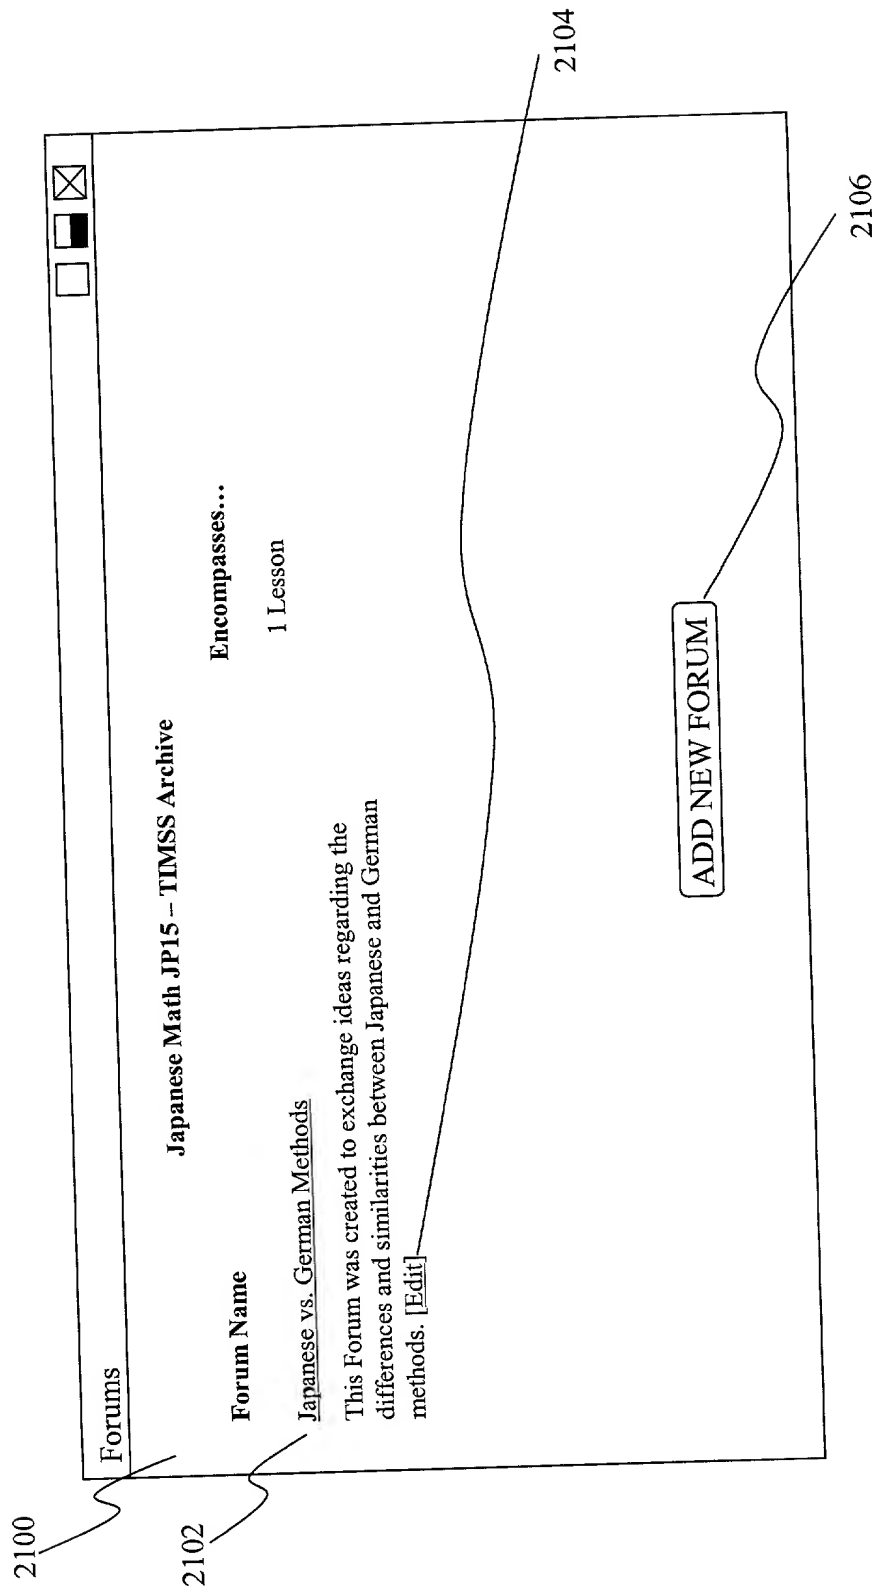 Forums
Japanese Math JP15 – TIMSS Archive
Forum Name
Encompasses...
Japanese vs. German Methods
1 Lesson
This Forum was created to exchange ideas regarding the
differences and similarities between Japanese and German
methods. [Edit]
ADD NEW FORUM
2100
2102
2104
2106